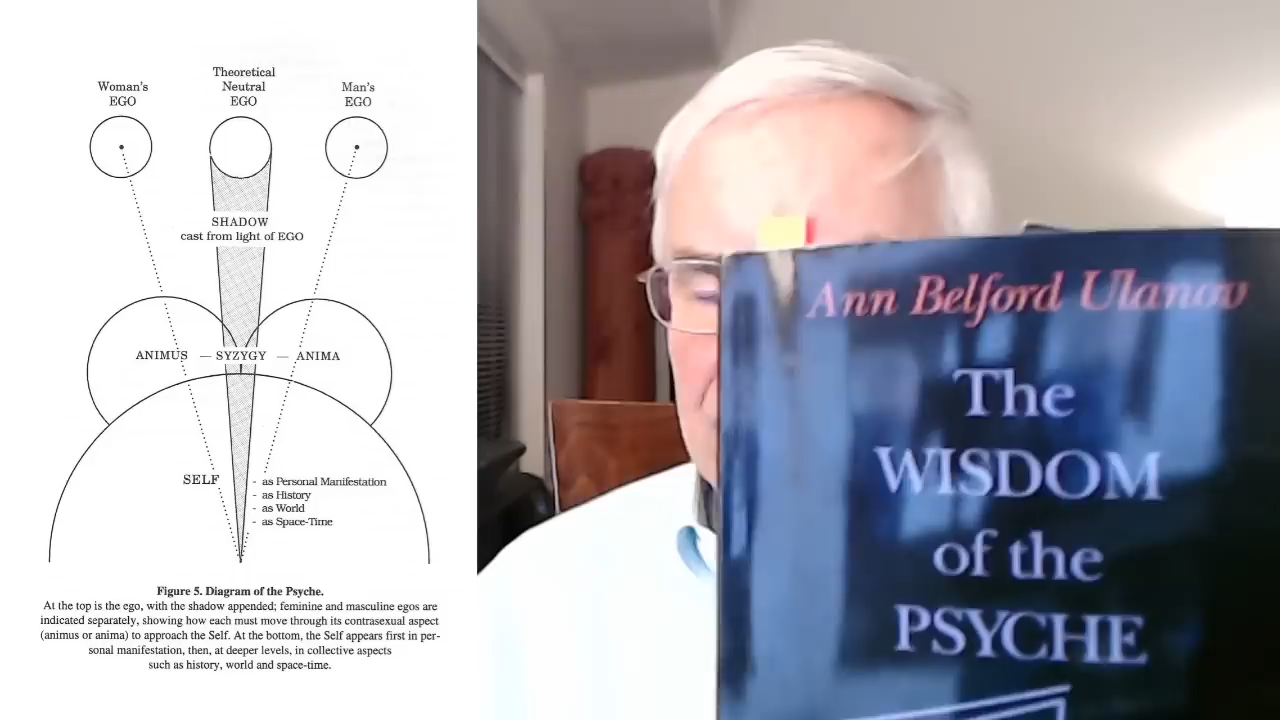 Woman's
EGO
Theoretical
Neutral
EGO
Man's
EGO
SHADOW
cast from light of EGO
ANIMUS — SYZYGY — ANIMA
SELF
- as Personal Manifestation
- as History
- as World
- as Space-Time
Figure 5. Diagram of the Psyche.
At the top is the ego, with the shadow appended; feminine and masculine egos are
indicated separately, showing how each must move through its contrasexual aspect
(animus or anima) to approach the Self. At the bottom, the Self appears first in per-
sonal manifestation, then, at deeper levels, in collective aspects
such as history, world and space-time.
Ann Belford Ulanov
The
WISDOM
of the
PSYCHE